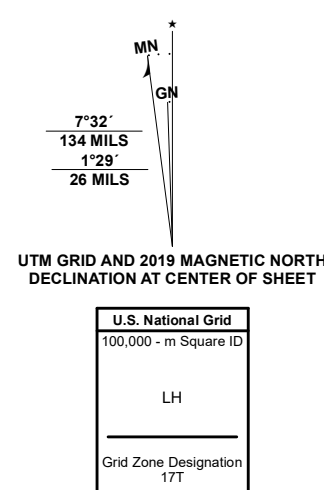 MN
GN
7°32´
134 MILS
1°29´
26 MILS
UTM GRID AND 2019 MAGNETIC NORTH
DECLINATION AT CENTER OF SHEET
U.S. National Grid
100,000 - m Square ID
LH
Grid Zone Designation
17T